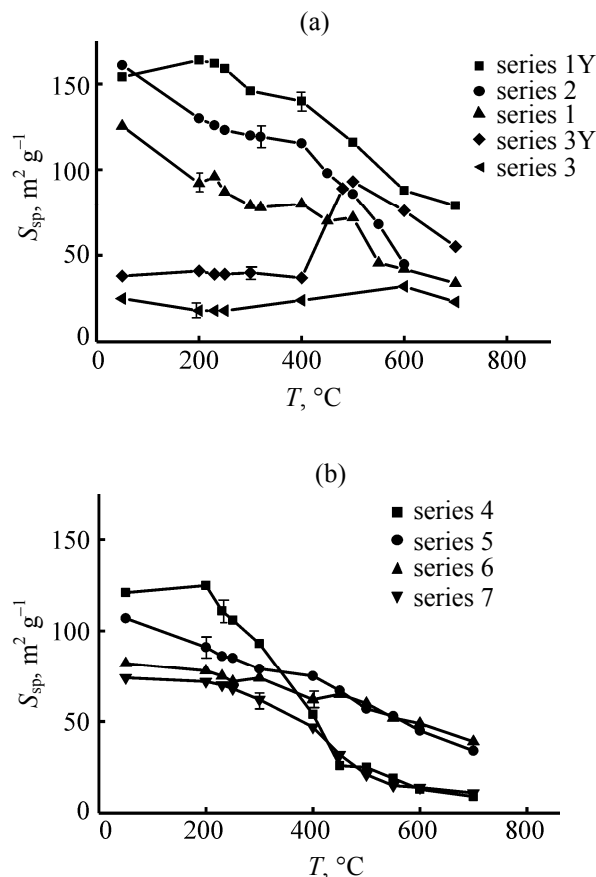 (a)
series 1Y
series 2
series 1
series 3Y
series 3
150
100
50
0
S_sp, m² g⁻¹
0 200 400 600 800
T, °C
(b)
series 4
series 5
series 6
series 7
150
100
50
0
S_sp, m² g⁻¹
0 200 400 600 800
T, °C